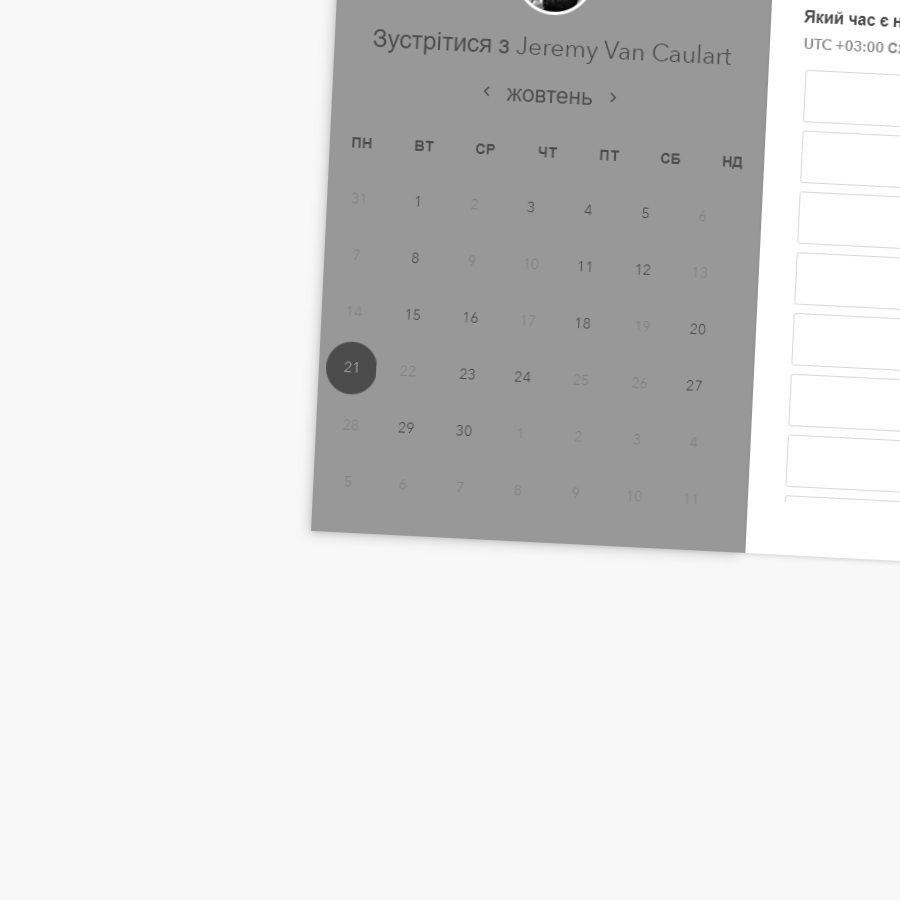 Зустрітися з Jeremy Van Caulart
‹ жовтень ›
ПН ВТ СР ЧТ ПТ СБ НД
31 1 2 3 4 5 6
7 8 9 10 11 12 13
14 15 16 17 18 19 20
21 22 23 24 25 26 27
28 29 30 1 2 3 4
5 6 7 8 9 10 11
Який час є
UTC +03:00